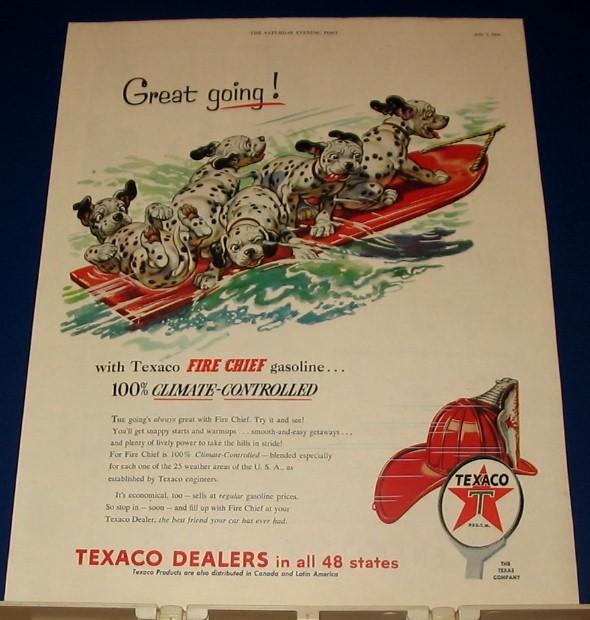 THE SATURDAY EVENING POST
Great going!
with Texaco FIRE CHIEF gasoline...
100% CLIMATE-CONTROLLED
THE going's always great with Fire Chief. Try it and see!
You'll get snappy starts and warmups . . . smooth-and-easy getaways . . .
and plenty of lively power to take the hills in stride!
For Fire Chief is 100% Climate-Controlled — blended especially
for each one of the 25 weather areas of the U. S. A., as
established by Texaco engineers.
It's economical, too — sells at regular gasoline prices.
So stop in — soon — and fill up with Fire Chief at your
Texaco Dealer, the best friend your car has ever had.
TEXACO
T
TEXACO DEALERS in all 48 states
Texaco Products are also distributed in Canada and Latin America
THE
TEXAS
COMPANY